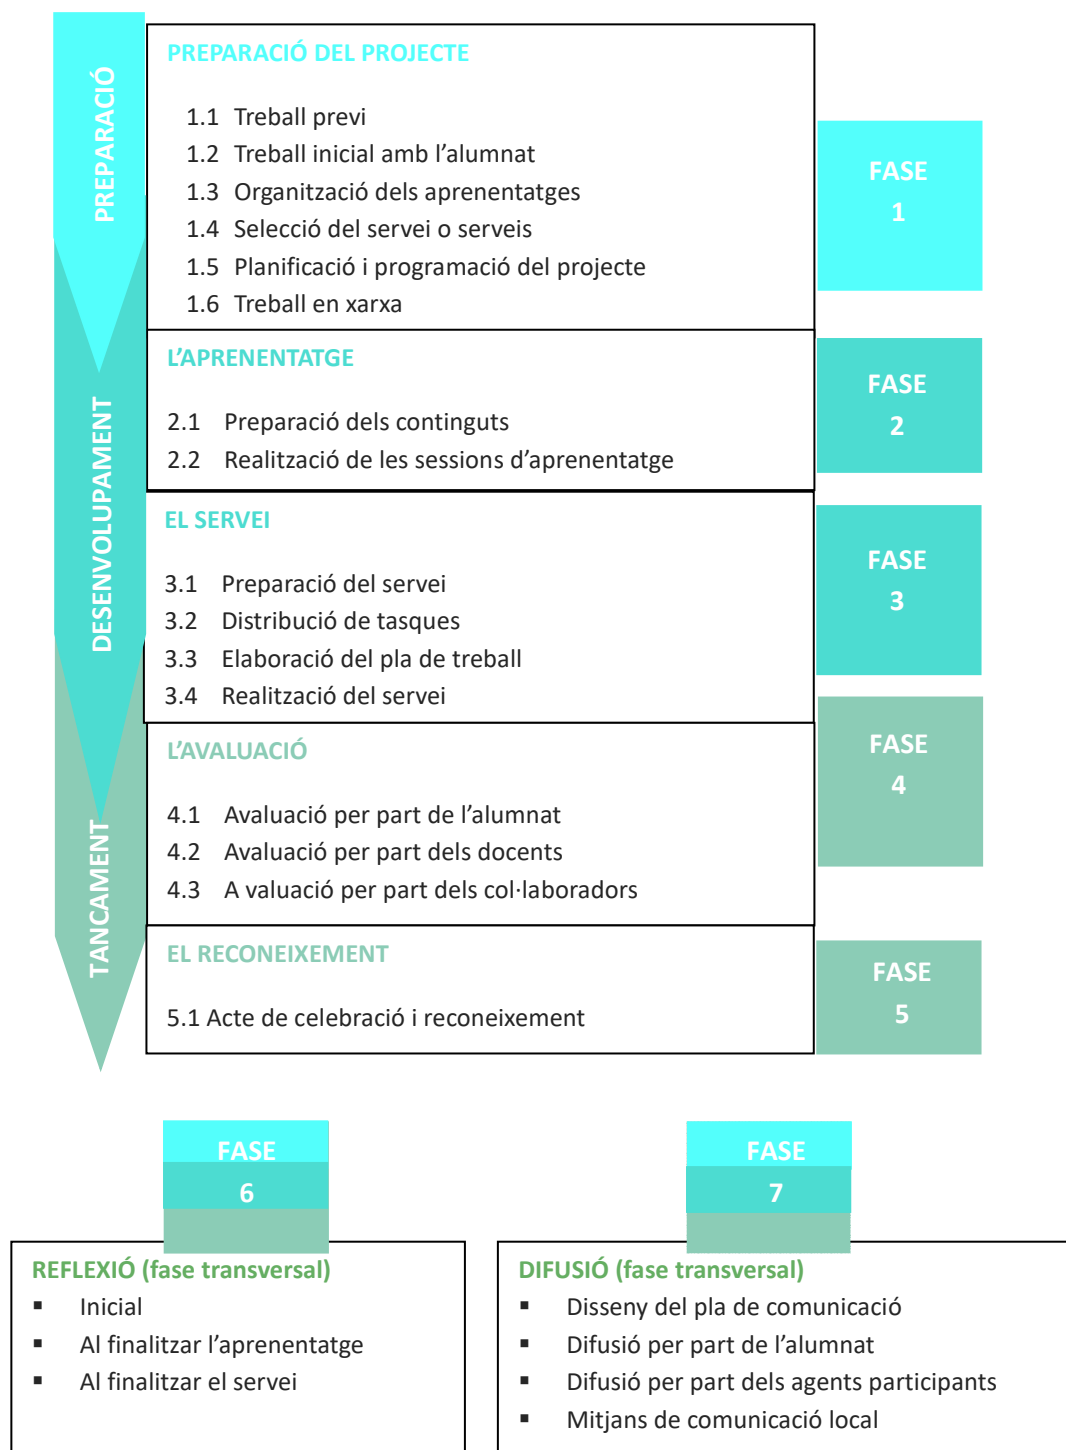 PREPARACIÓ
PREPARACIÓ DEL PROJECTE
1.1 Treball previ
1.2 Treball inicial amb l’alumnat
1.3 Organització dels aprenentatges
1.4 Selecció del servei o serveis
1.5 Planificació i programació del projecte
1.6 Treball en xarxa
FASE
1
DESENVOLUPAMENT
L’APRENENTATGE
2.1 Preparació dels continguts
2.2 Realització de les sessions d’aprenentatge
FASE
2
EL SERVEI
3.1 Preparació del servei
3.2 Distribució de tasques
3.3 Elaboració del pla de treball
3.4 Realització del servei
FASE
3
TANCAMENT
L’AVALUACIÓ
4.1 Avaluació per part de l’alumnat
4.2 Avaluació per part dels docents
4.3 A valuació per part dels col·laboradors
FASE
4
EL RECONEIXEMENT
5.1 Acte de celebració i reconeixement
FASE
5
FASE
6
REFLEXIÓ (fase transversal)
▪ Inicial
▪ Al finalitzar l’aprenentatge
▪ Al finalitzar el servei
FASE
7
DIFUSIÓ (fase transversal)
▪ Disseny del pla de comunicació
▪ Difusió per part de l’alumnat
▪ Difusió per part dels agents participants
▪ Mitjans de comunicació local